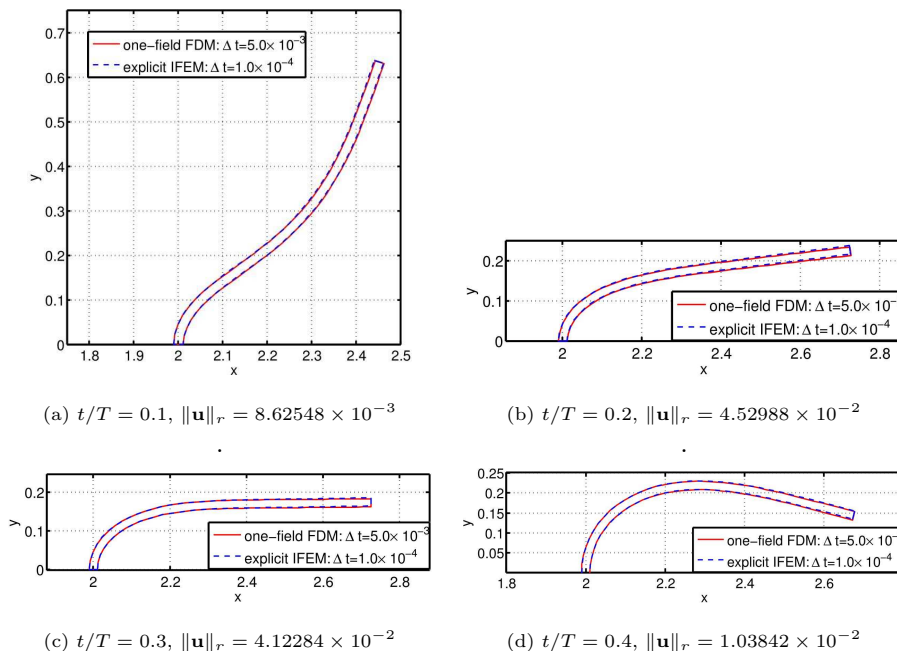 0.7
0.6
0.5
0.4
0.3
0.2
0.1
0
y
one-field FDM: Δ t=5.0× 10⁻³
explicit IFEM: Δ t=1.0× 10⁻⁴
1.8 1.9 2 2.1 2.2 2.3 2.4 2.5
x
(a) t/T = 0.1, ‖u‖ᵣ = 8.62548 × 10⁻³
0.2
0.1
0
y
one-field FDM: Δ t=5.0× 10⁻
explicit IFEM: Δ t=1.0× 10⁻⁴
2 2.2 2.4 2.6 2.8
x
(b) t/T = 0.2, ‖u‖ᵣ = 4.52988 × 10⁻²
.
.
0.2
0.1
0
y
one-field FDM: Δ t=5.0× 10⁻³
explicit IFEM: Δ t=1.0× 10⁻⁴
2 2.2 2.4 2.6 2.8
x
(c) t/T = 0.3, ‖u‖ᵣ = 4.12284 × 10⁻²
0.25
0.2
0.15
0.1
0.05
y
one-field FDM: Δ t=5.0× 10⁻
explicit IFEM: Δ t=1.0× 10⁻⁴
1.8 2 2.2 2.4 2.6
x
(d) t/T = 0.4, ‖u‖ᵣ = 1.03842 × 10⁻²